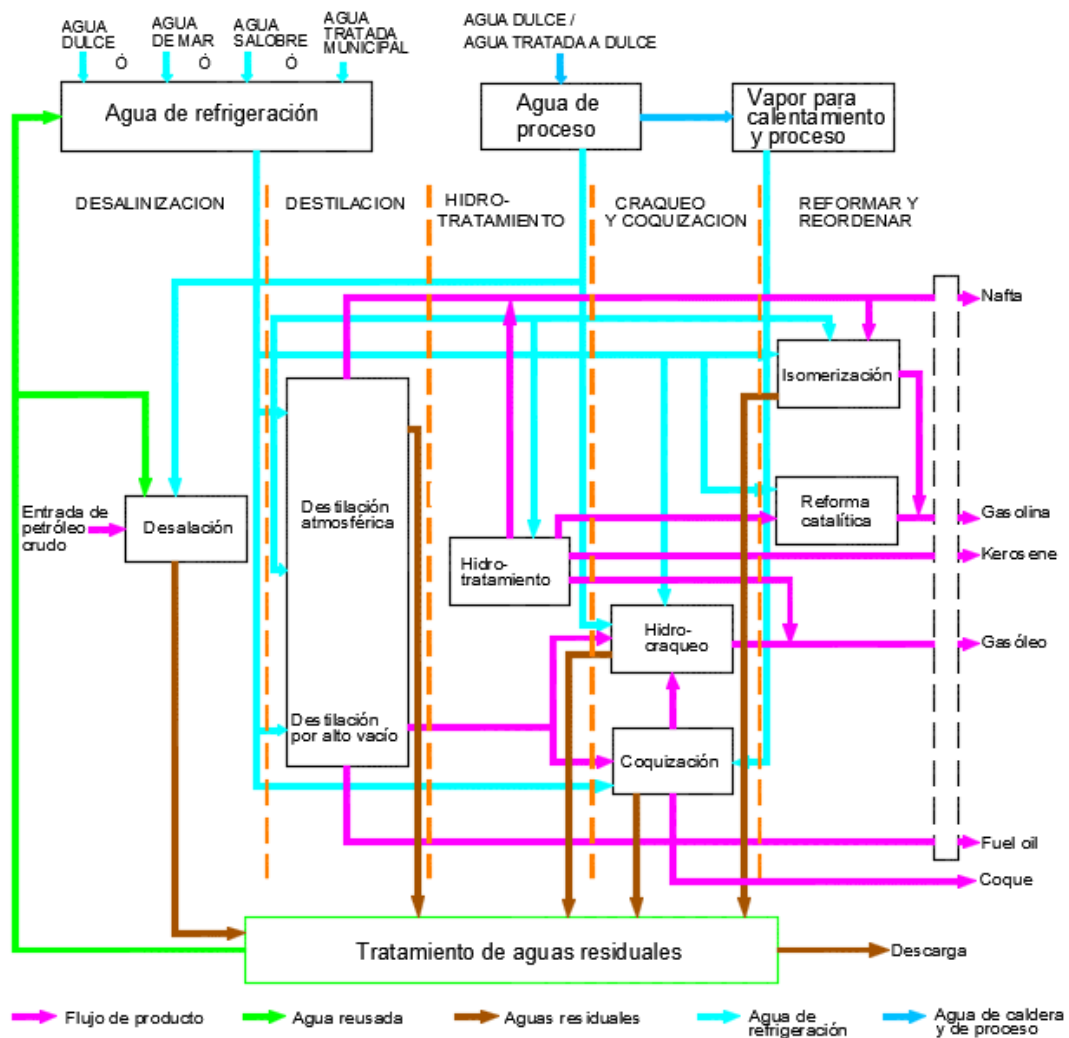 AGUA DULCE
Ó
AGUA DE MAR
Ó
AGUA SALOBRE
Ó
AGUA TRATADA MUNICIPAL
AGUA DULCE /
AGUA TRATADA A DULCE
Agua de refrigeración
Agua de
proceso
Vapor para
calentamiento
y proceso
DESALINIZACION
DESTILACION
HIDRO-
TRATAMIENTO
CRAQUEO
Y COQUIZACION
REFORMAR Y
REORDENAR
Nafta
Isomerización
Entrada de
petróleo
crudo
Desalación
Destilación
atmosférica
Reforma
catalítica
Gasolina
Kerosene
Hidro-
tratamiento
Hidro-
craqueo
Gasóleo
Destilación
por alto vacío
Coquización
Fuel oil
Coque
Tratamiento de aguas residuales
Descarga
Flujo de producto
Agua reusada
Aguas residuales
Agua de
refrigeración
Agua de caldera
y de proceso